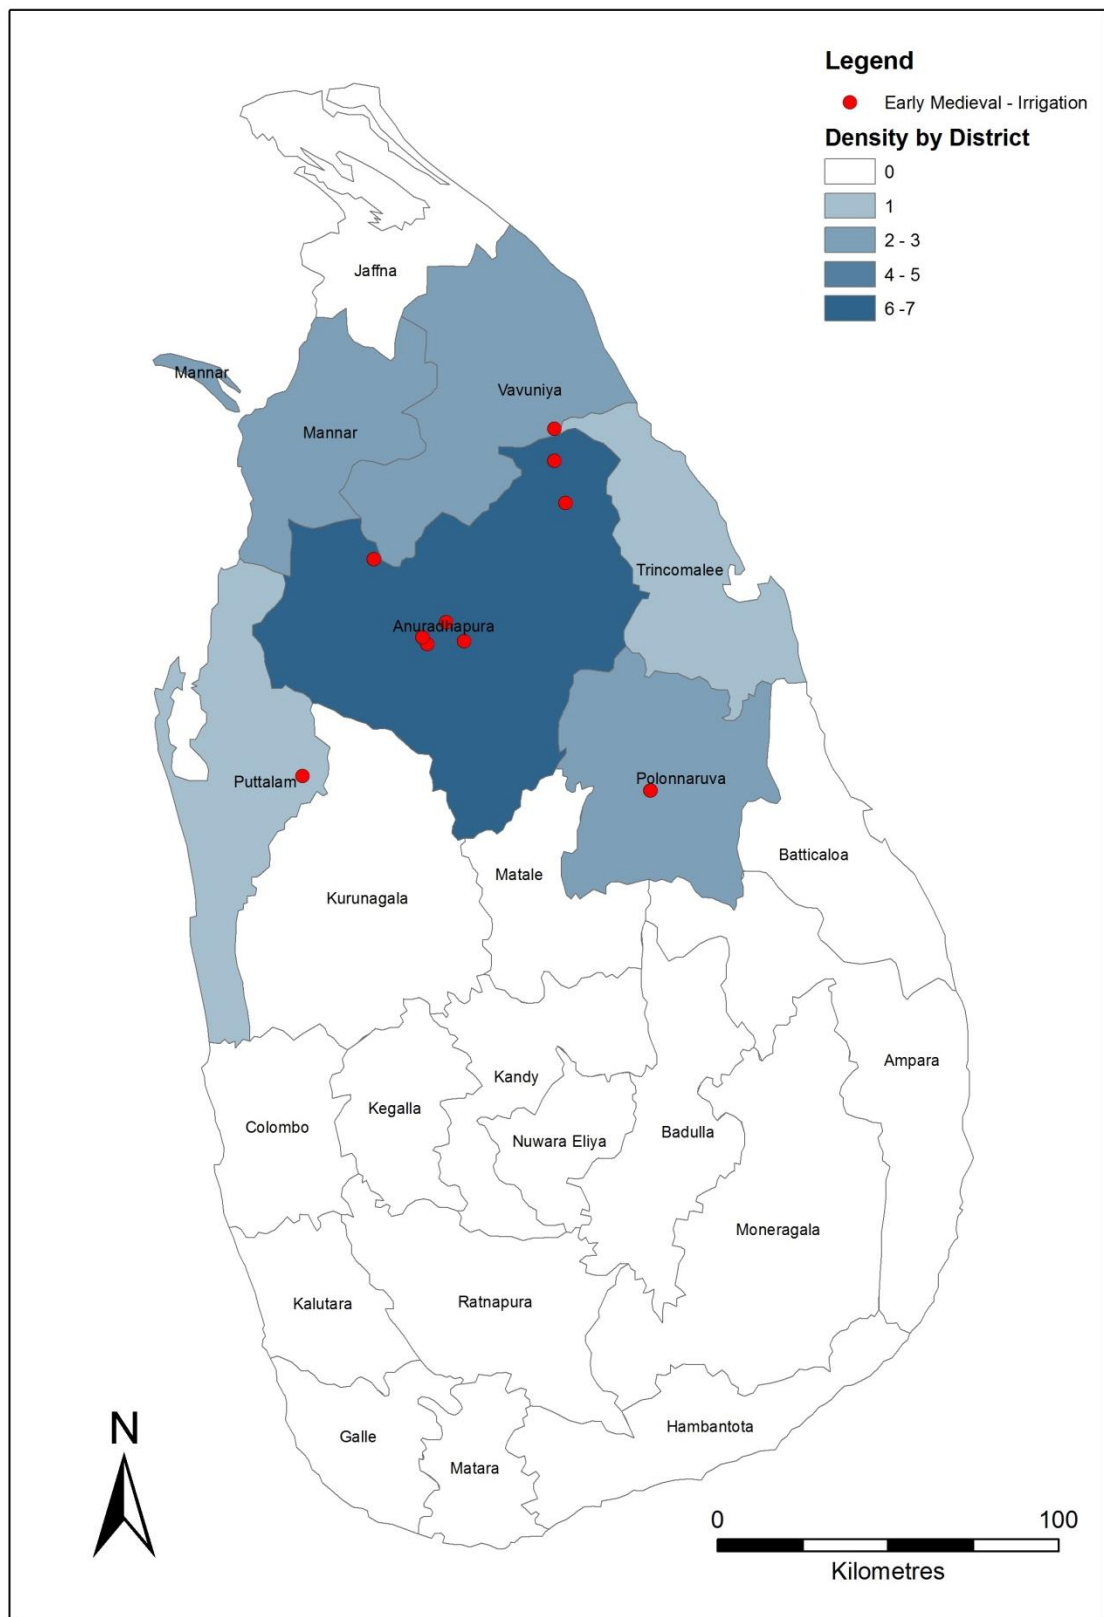 Legend
Early Medieval - Irrigation
Density by District
0
1
2 - 3
4 - 5
6 -7
Jaffna
Mannar
Vavuniya
Mannar
Trincomalee
Anuradhapura
Puttalam
Polonnaruva
Batticaloa
Matale
Kurunagala
Ampara
Kandy
Kegalla
Colombo
Nuwara Eliya
Badulla
Moneragala
Kalutara
Ratnapura
Hambantota
Galle
Matara
N
0 100
Kilometres